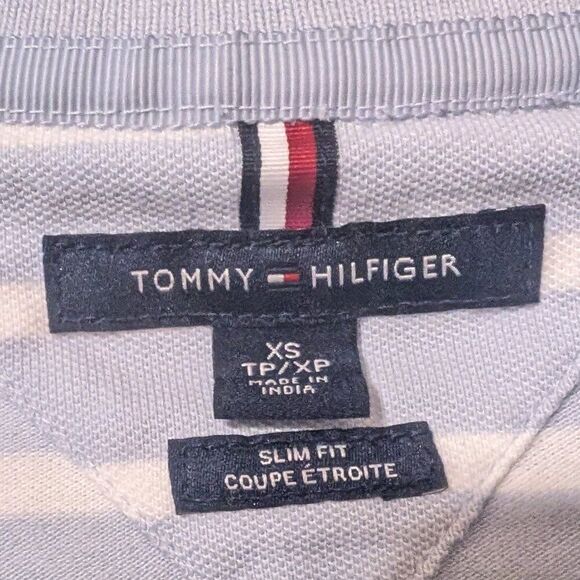 TOMMY HILFIGER
XS
TP/XP
MADE IN
INDIA
SLIM FIT
COUPE ÉTROITE